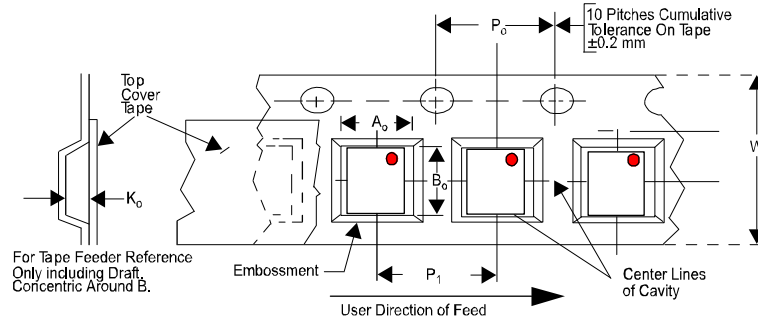 10 Pitches Cumulative
Tolerance On Tape
±0.2 mm
Po
Top
Cover
Tape
Ao
W
Bo
Ko
For Tape Feeder Reference
Only including Draft.
Concentric Around B.
Embossment
P1
Center Lines
of Cavity
User Direction of Feed